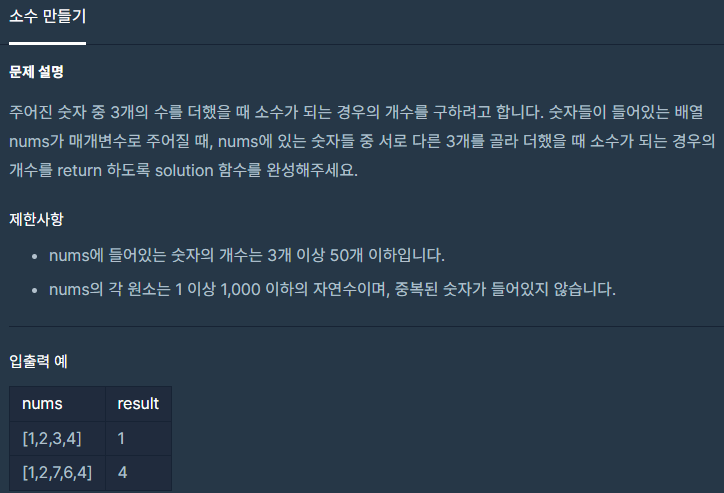 소수 만들기
문제 설명
주어진 숫자 중 3개의 수를 더했을 때 소수가 되는 경우의 개수를 구하려고 합니다. 숫자들이 들어있는 배열
nums가 매개변수로 주어질 때, nums에 있는 숫자들 중 서로 다른 3개를 골라 더했을 때 소수가 되는 경우의
개수를 return 하도록 solution 함수를 완성해주세요.
제한사항
• nums에 들어있는 숫자의 개수는 3개 이상 50개 이하입니다.
• nums의 각 원소는 1 이상 1,000 이하의 자연수이며, 중복된 숫자가 들어있지 않습니다.
입출력 예
nums result
[1,2,3,4] 1
[1,2,7,6,4] 4